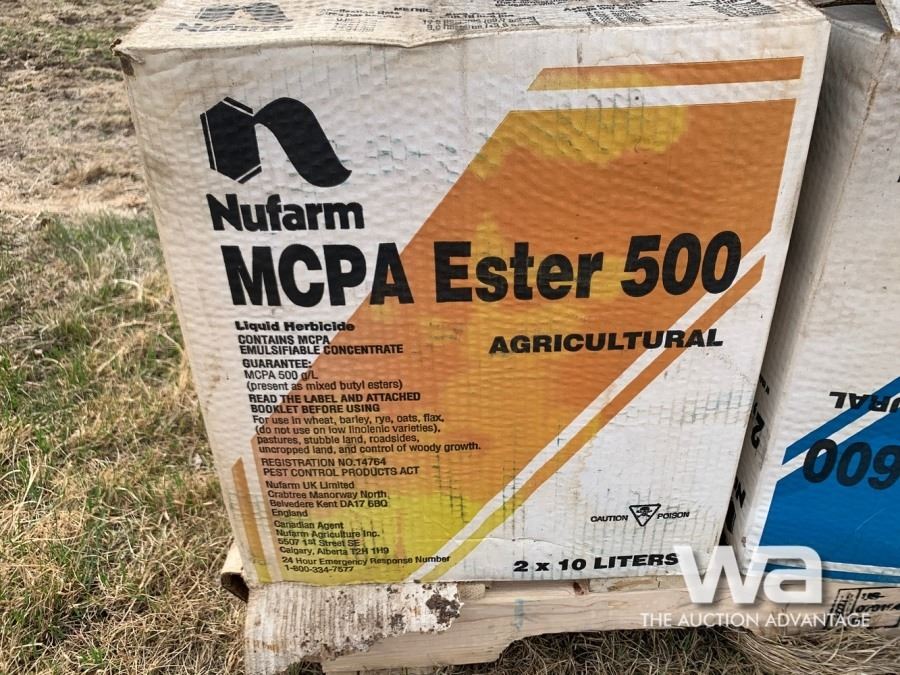 Nufarm
MCPA Ester 500
AGRICULTURAL
Liquid Herbicide
CONTAINS MCPA
EMULSIFIABLE CONCENTRATE
GUARANTEE:
MCPA 500 g/L
(present as mixed butyl esters)
READ THE LABEL AND ATTACHED
BOOKLET BEFORE USING
For use in wheat, barley, rye, oats, flax,
(do not use on low linolenic varieties),
pastures, stubble land, roadsides,
uncropped land, and control of woody growth.
REGISTRATION NO.14764
PEST CONTROL PRODUCTS ACT
Nufarm UK Limited
Crabtree Manorway North
Belvedere Kent DA17 6BQ
England
Canadian Agent
Nufarm Agriculture Inc.
5507 1st Street SE
Calgary, Alberta T2H 1H9
24 Hour Emergency Response Number
1-800-334-7577
CAUTION POISON
2 x 10 LITERS
600
wa
THE AUCTION ADVANTAGE